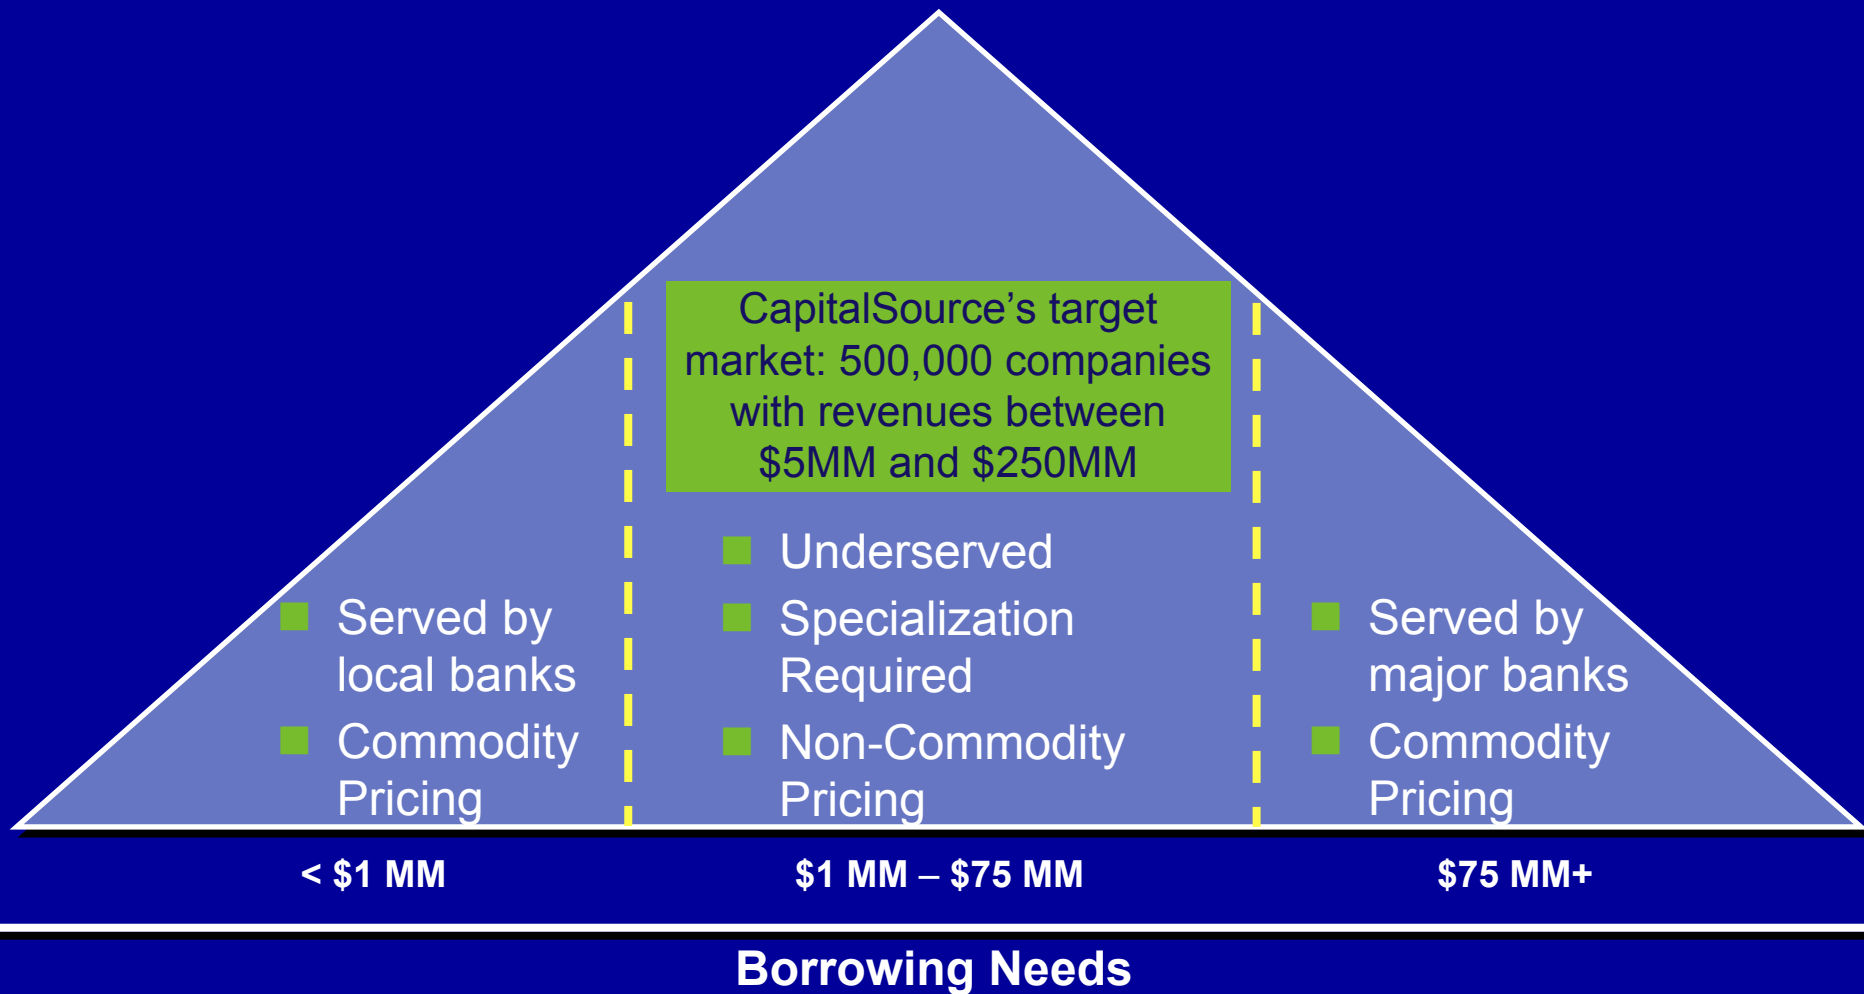 CapitalSource’s target
market: 500,000 companies
with revenues between
$5MM and $250MM
Served by
local banks
Commodity
Pricing
Underserved
Specialization
Required
Non-Commodity
Pricing
Served by
major banks
Commodity
Pricing
< $1 MM
$1 MM – $75 MM
$75 MM+
Borrowing Needs